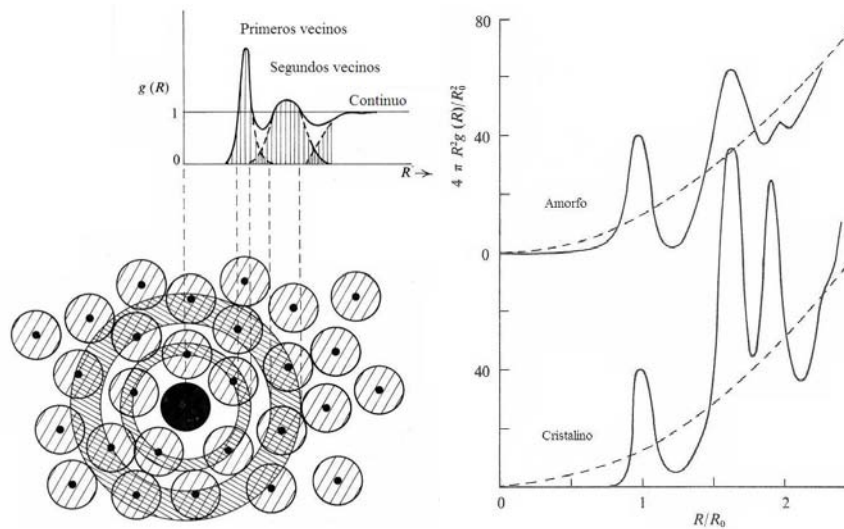 Primeros vecinos
Segundos vecinos
g (R)
Continuo
1
0
R →
80
40
0
40
4 π R²g (R)/R₀²
Amorfo
Cristalino
0
1
2
R/R₀